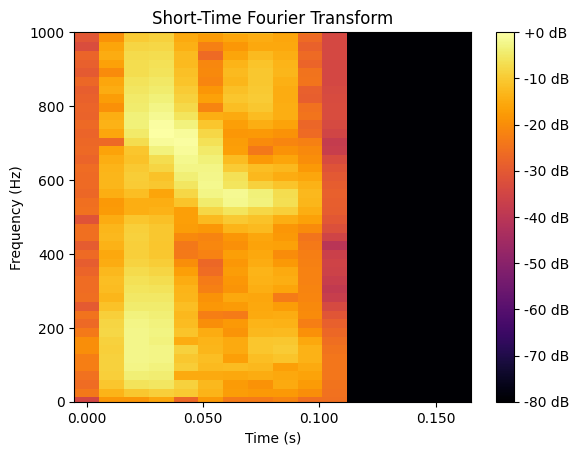 Short-Time Fourier Transform
Frequency (Hz)
1000
800
600
400
200
0
0.000
0.050
0.100
0.150
Time (s)
+0 dB
-10 dB
-20 dB
-30 dB
-40 dB
-50 dB
-60 dB
-70 dB
-80 dB